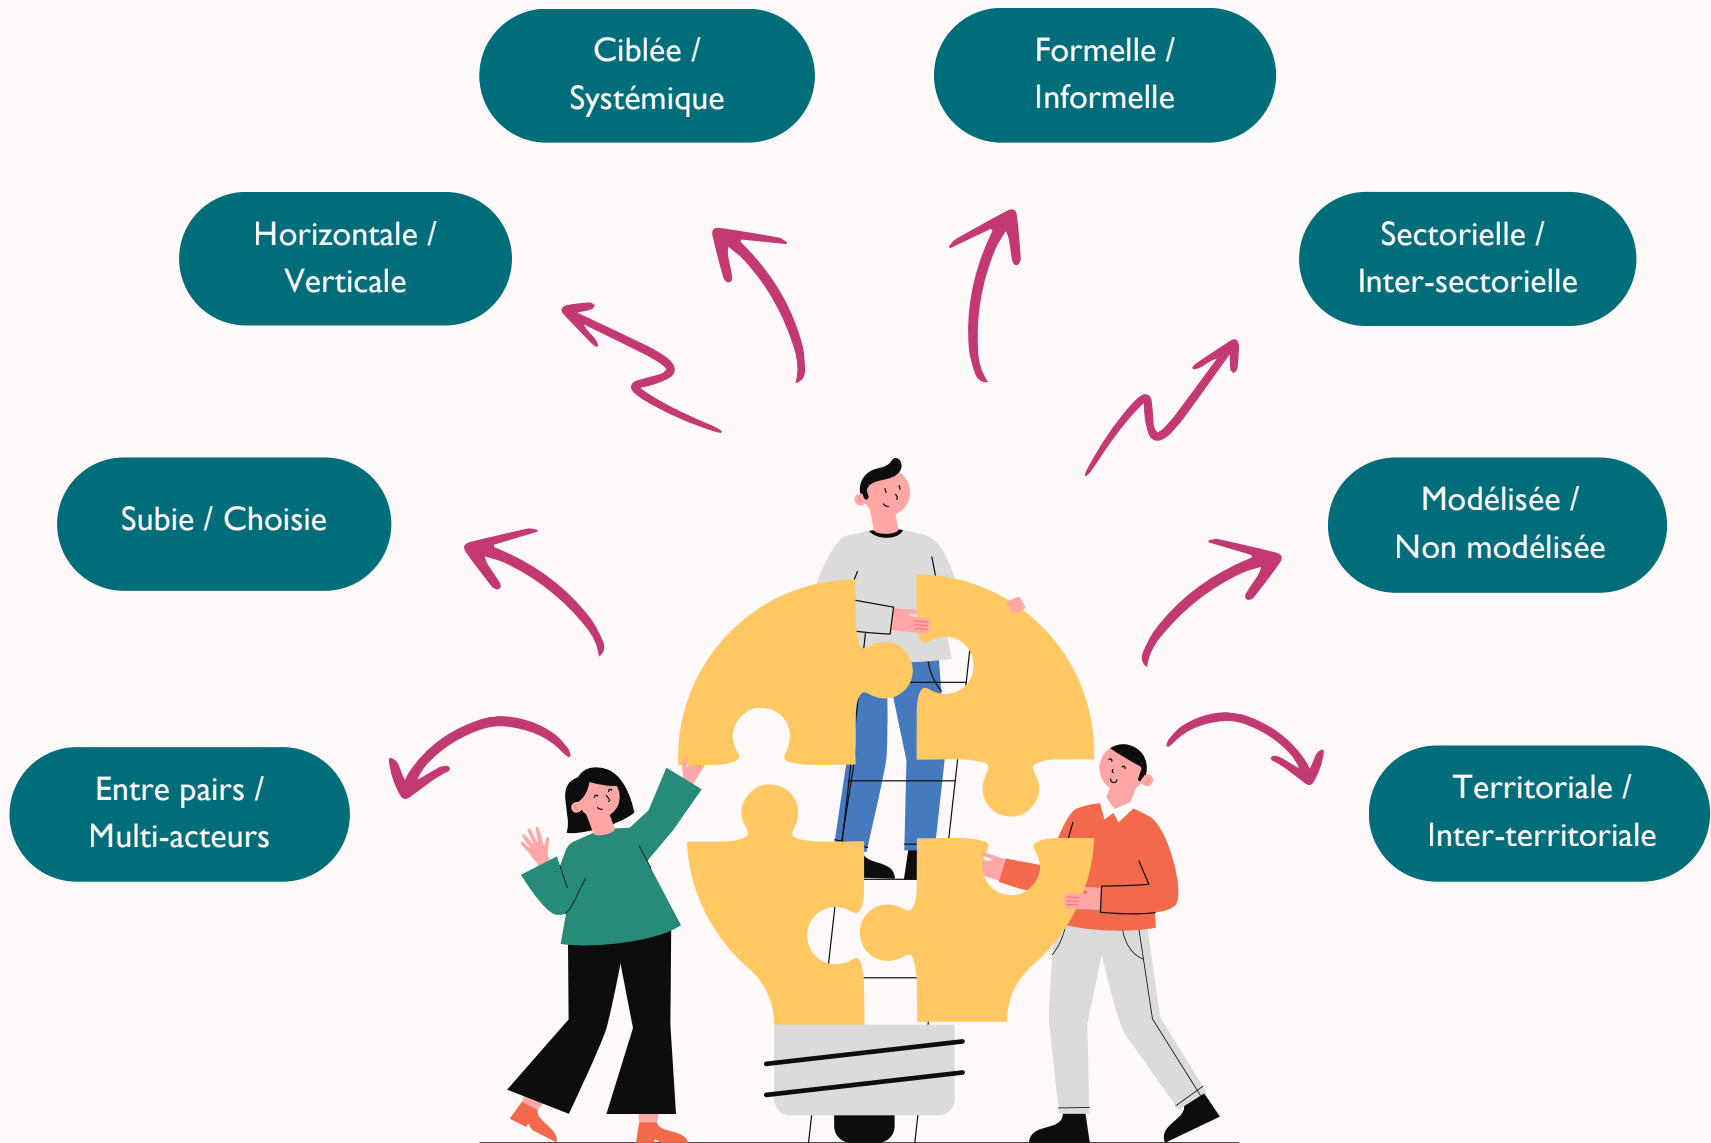 Ciblée /
Systémique
Formelle /
Informelle
Horizontale /
Verticale
Sectorielle /
Inter-sectorielle
Subie / Choisie
Modélisée /
Non modélisée
Entre pairs /
Multi-acteurs
Territoriale /
Inter-territoriale